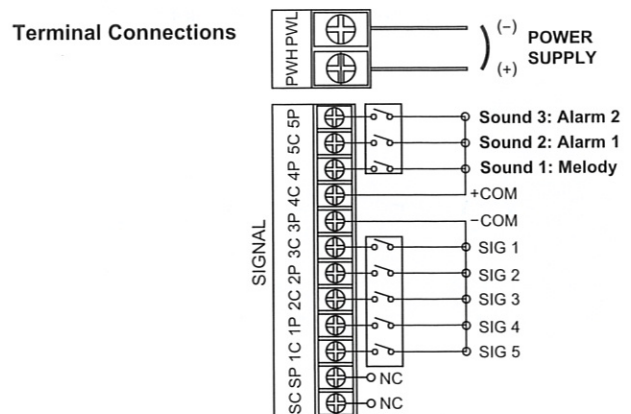 Terminal Connections
PWH PWL
(−)
POWER
SUPPLY
(+)
SIGNAL
SC SP 1C 1P 2C 2P 3C 3P 4C 4P 5C 5P
Sound 3: Alarm 2
Sound 2: Alarm 1
Sound 1: Melody
+COM
−COM
SIG 1
SIG 2
SIG 3
SIG 4
SIG 5
NC
NC